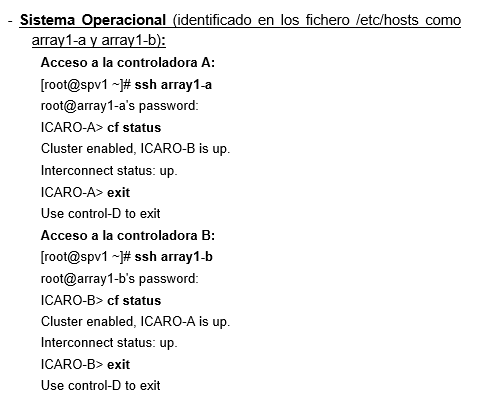 - Sistema Operacional (identificado en los fichero /etc/hosts como
array1-a y array1-b):
Acceso a la controladora A:
[root@spv1 ~]# ssh array1-a
root@array1-a's password:
ICARO-A> cf status
Cluster enabled, ICARO-B is up.
Interconnect status: up.
ICARO-A> exit
Use control-D to exit
Acceso a la controladora B:
[root@spv1 ~]# ssh array1-b
root@array1-b's password:
ICARO-B> cf status
Cluster enabled, ICARO-A is up.
Interconnect status: up.
ICARO-B> exit
Use control-D to exit